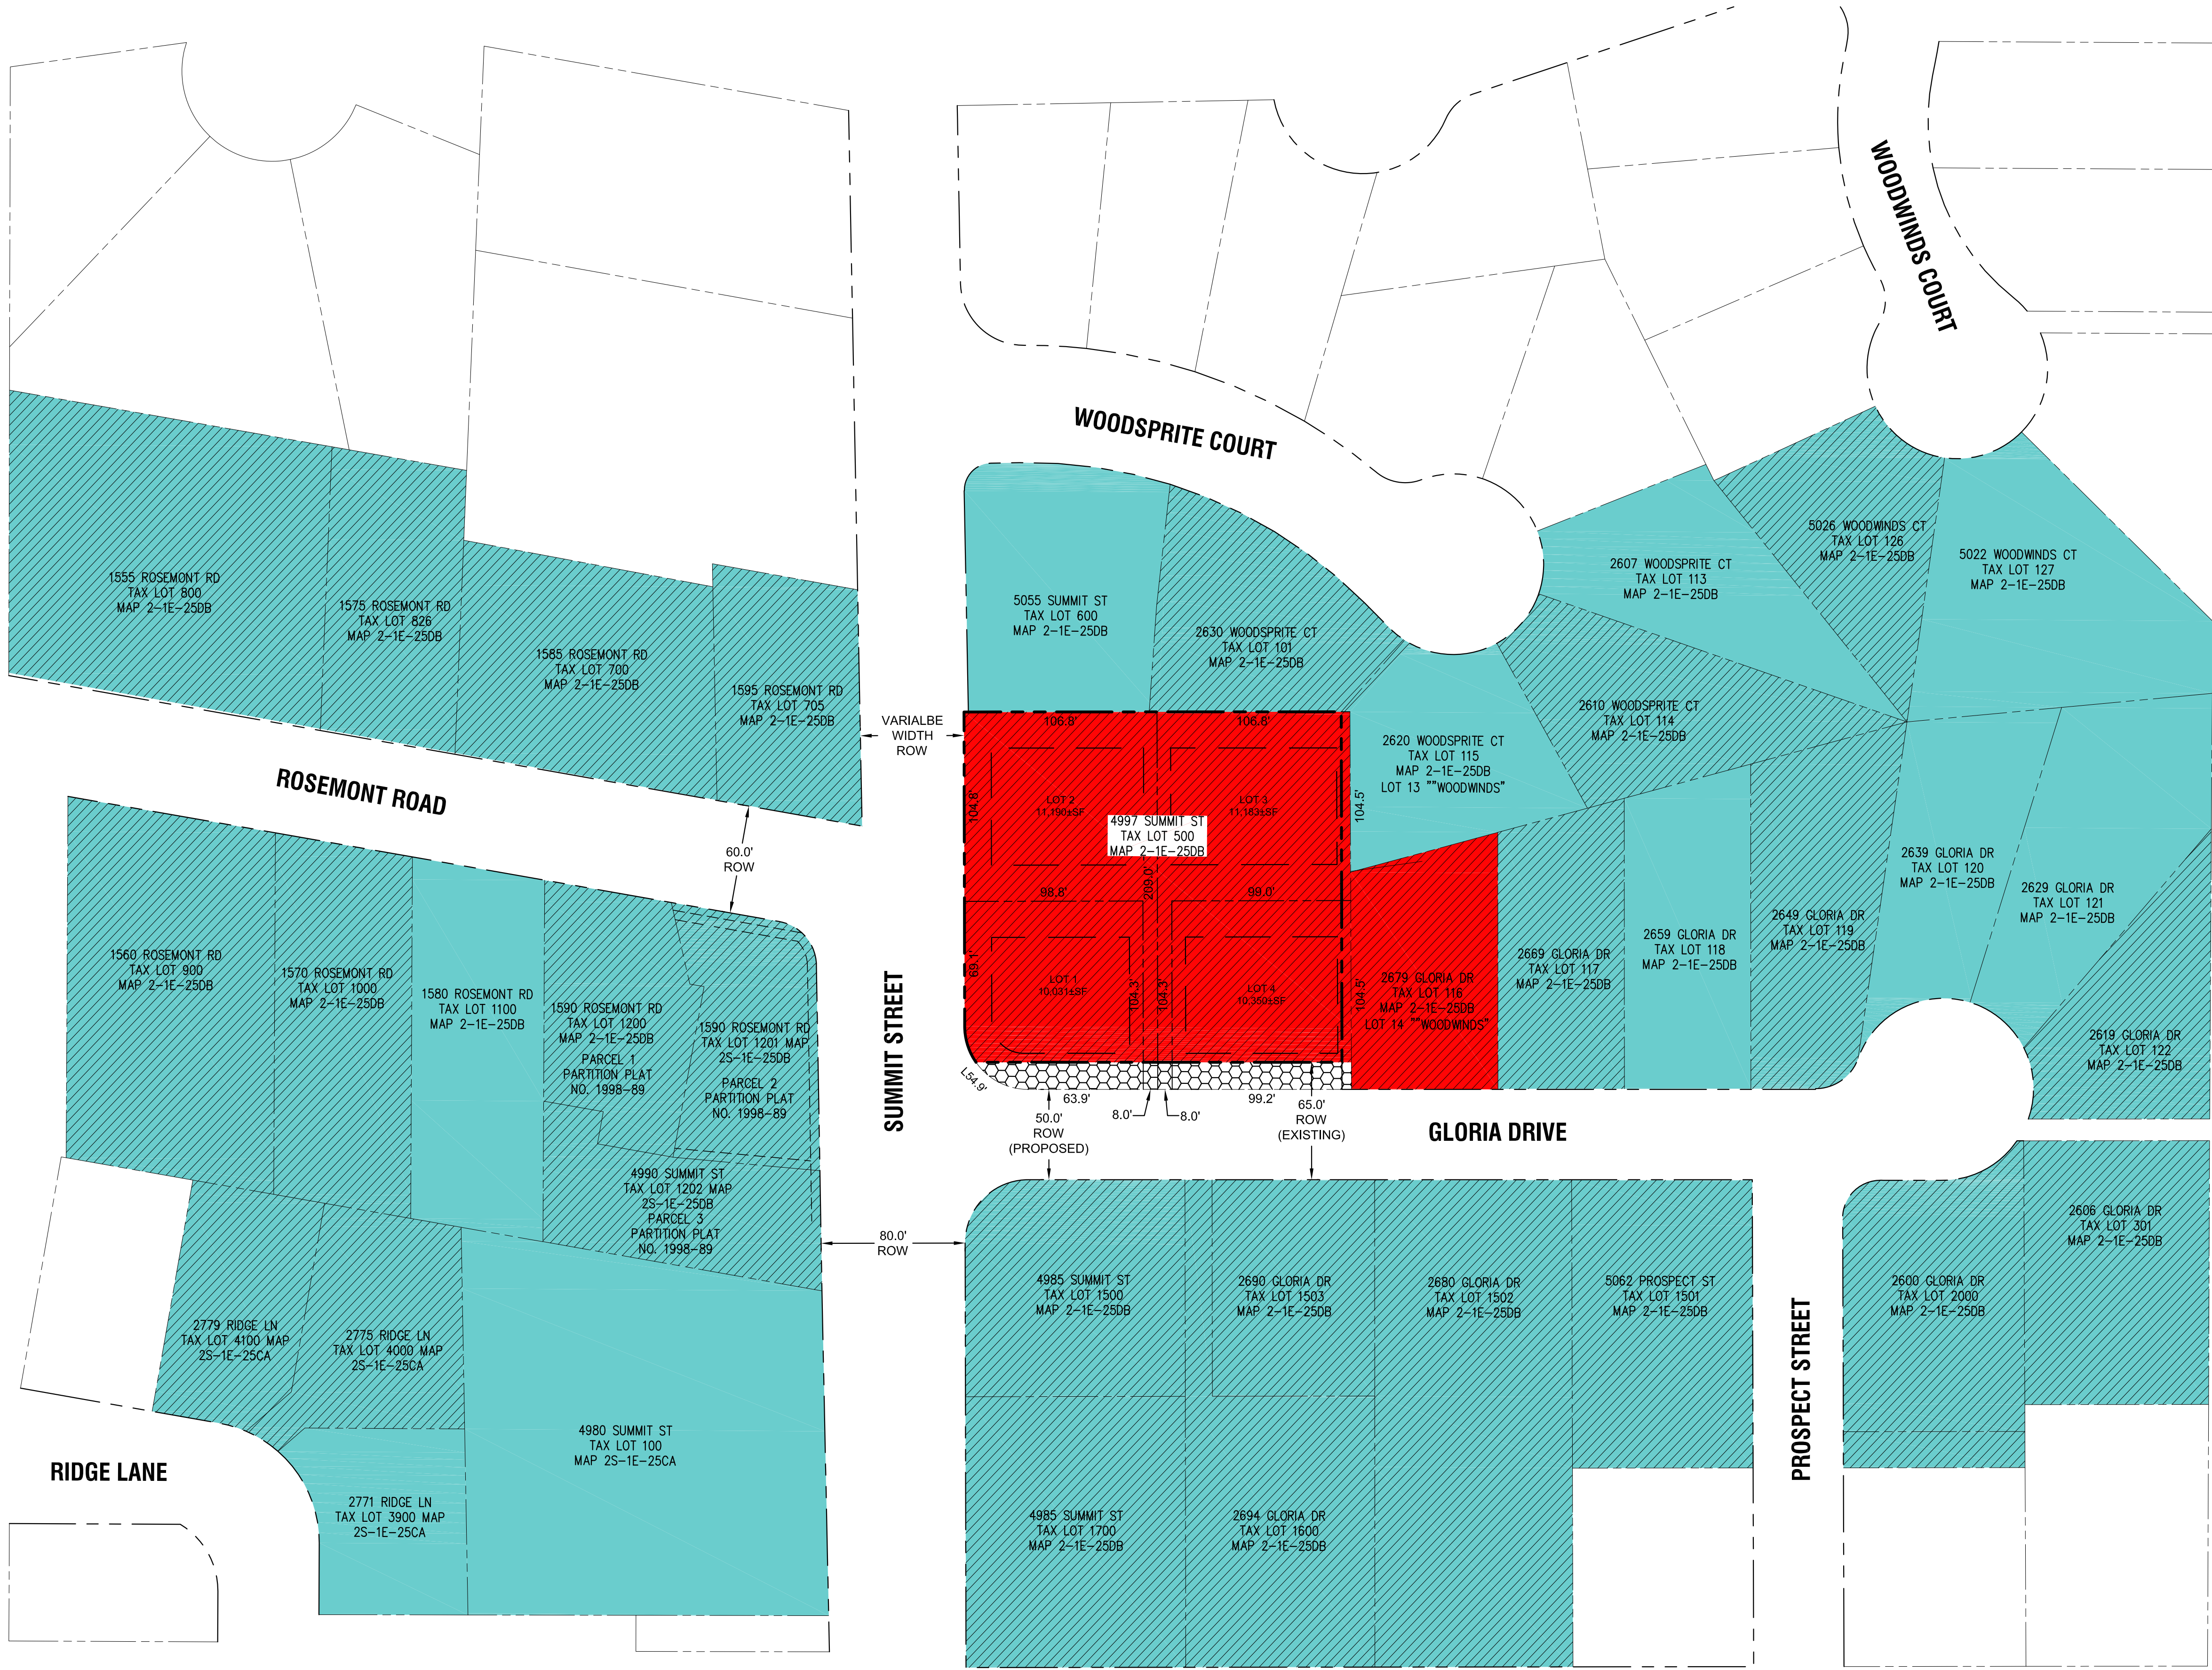 WOODWINDS COURT
WOODSPRITE COURT
1555 ROSEMONT RD
TAX LOT 800
MAP 2-1E-25DB
1575 ROSEMONT RD
TAX LOT 826
MAP 2-1E-25DB
1585 ROSEMONT RD
TAX LOT 700
MAP 2-1E-25DB
1595 ROSEMONT RD
TAX LOT 705
MAP 2-1E-25DB
5055 SUMMIT ST
TAX LOT 600
MAP 2-1E-25DB
2630 WOODSPRITE CT
TAX LOT 101
MAP 2-1E-25DB
2607 WOODSPRITE CT
TAX LOT 113
MAP 2-1E-25DB
5026 WOODWINDS CT
TAX LOT 126
MAP 2-1E-25DB
5022 WOODWINDS CT
TAX LOT 127
MAP 2-1E-25DB
2610 WOODSPRITE CT
TAX LOT 114
MAP 2-1E-25DB
2620 WOODSPRITE CT
TAX LOT 115
MAP 2-1E-25DB
LOT 13 ""WOODWINDS"
VARIALBE
WIDTH
ROW
ROSEMONT ROAD
60.0'
ROW
106.8'
106.8'
104.8'
LOT 2
11,190±SF
LOT 3
11,183±SF
104.5'
4997 SUMMIT ST
TAX LOT 500
MAP 2-1E-25DB
209.0'
98.8'
99.0'
69.1'
LOT 1
10,031±SF
104.3'
104.3'
LOT 4
10,350±SF
104.5'
2679 GLORIA DR
TAX LOT 116
MAP 2-1E-25DB
LOT 14 ""WOODWINDS"
2669 GLORIA DR
TAX LOT 117
MAP 2-1E-25DB
2659 GLORIA DR
TAX LOT 118
MAP 2-1E-25DB
2649 GLORIA DR
TAX LOT 119
MAP 2-1E-25DB
2639 GLORIA DR
TAX LOT 120
MAP 2-1E-25DB
2629 GLORIA DR
TAX LOT 121
MAP 2-1E-25DB
2619 GLORIA DR
TAX LOT 122
MAP 2-1E-25DB
1560 ROSEMONT RD
TAX LOT 900
MAP 2-1E-25DB
1570 ROSEMONT RD
TAX LOT 1000
MAP 2-1E-25DB
1580 ROSEMONT RD
TAX LOT 1100
MAP 2-1E-25DB
1590 ROSEMONT RD
TAX LOT 1200
MAP 2-1E-25DB
PARCEL 1
PARTITION PLAT
NO. 1998-89
1590 ROSEMONT RD
TAX LOT 1201 MAP
2S-1E-25DB
PARCEL 2
PARTITION PLAT
NO. 1998-89
SUMMIT STREET
L54.9'
63.9'
8.0'
8.0'
99.2'
50.0'
ROW
(PROPOSED)
65.0'
ROW
(EXISTING)
GLORIA DRIVE
4990 SUMMIT ST
TAX LOT 1202 MAP
2S-1E-25DB
PARCEL 3
PARTITION PLAT
NO. 1998-89
80.0'
ROW
2779 RIDGE LN
TAX LOT 4100 MAP
2S-1E-25CA
2775 RIDGE LN
TAX LOT 4000 MAP
2S-1E-25CA
4985 SUMMIT ST
TAX LOT 1500
MAP 2-1E-25DB
2690 GLORIA DR
TAX LOT 1503
MAP 2-1E-25DB
2680 GLORIA DR
TAX LOT 1502
MAP 2-1E-25DB
5062 PROSPECT ST
TAX LOT 1501
MAP 2-1E-25DB
PROSPECT STREET
2600 GLORIA DR
TAX LOT 2000
MAP 2-1E-25DB
2606 GLORIA DR
TAX LOT 301
MAP 2-1E-25DB
RIDGE LANE
4980 SUMMIT ST
TAX LOT 100
MAP 2S-1E-25CA
2771 RIDGE LN
TAX LOT 3900 MAP
2S-1E-25CA
4985 SUMMIT ST
TAX LOT 1700
MAP 2-1E-25DB
2694 GLORIA DR
TAX LOT 1600
MAP 2-1E-25DB